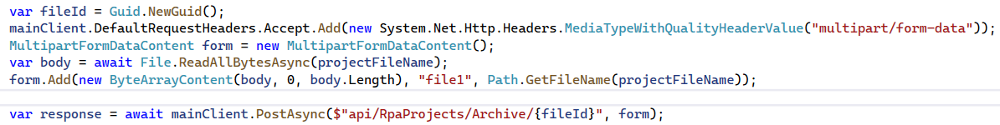 var fileId = Guid.NewGuid();
mainClient.DefaultRequestHeaders.Accept.Add(new System.Net.Http.Headers.MediaTypeWithQualityHeaderValue("multipart/form-data"));
MultipartFormDataContent form = new MultipartFormDataContent();
var body = await File.ReadAllBytesAsync(projectFileName);
form.Add(new ByteArrayContent(body, 0, body.Length), "file1", Path.GetFileName(projectFileName));
var response = await mainClient.PostAsync($"api/RpaProjects/Archive/{fileId}", form);